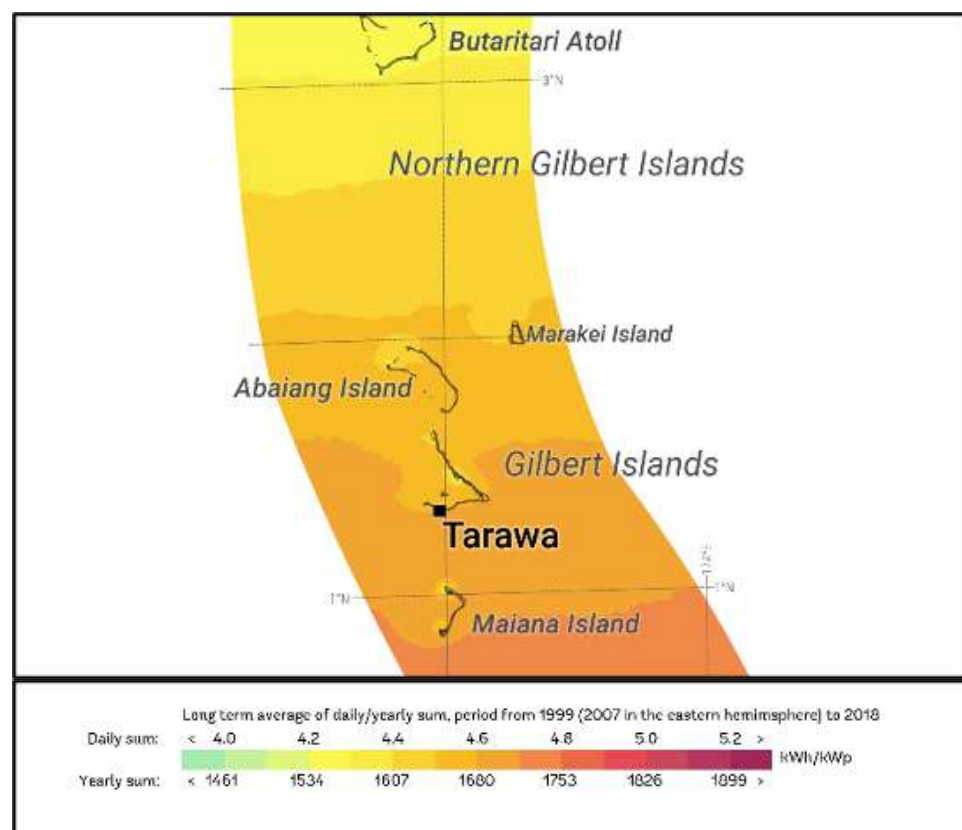 Butaritari Atoll
3°N
Northern Gilbert Islands
Marakei Island
Abaiang Island
Gilbert Islands
Tarawa
174°E
1°N
1°N
Maiana Island
Long term average of daily/yearly sum, period from 1999 (2007 in the eastern hemimsphere) to 2018
Daily sum: < 4.0 4.2 4.4 4.6 4.8 5.0 5.2 >
kWh/kWp
Yearly sum: < 1461 1534 1607 1680 1753 1826 1899 >